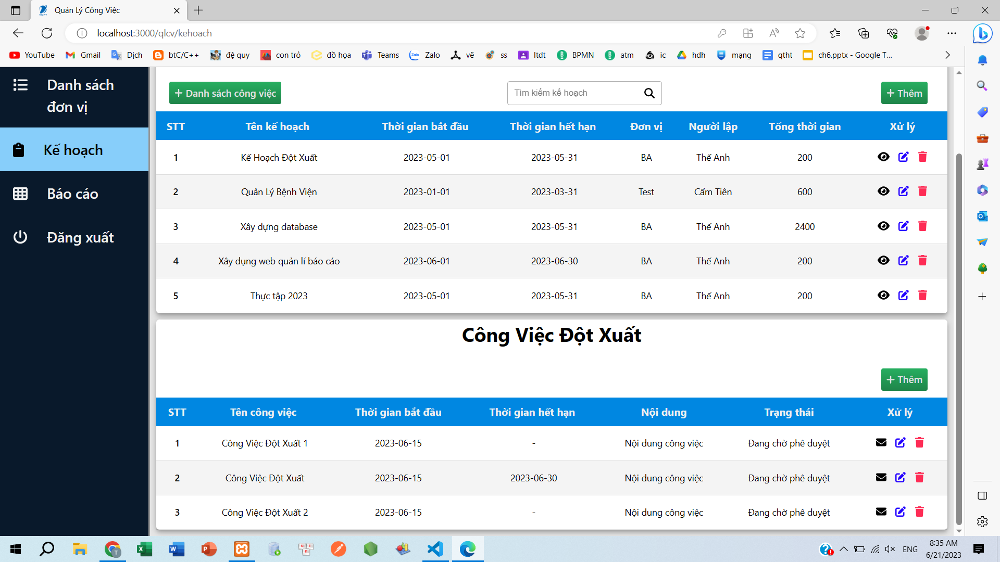 Quản Lý Công Việc
localhost:3000/qlcv/kehoach
YouTube Gmail Dịch btC/C++ đệ quy con trỏ đồ họa Teams Zalo vẽ ss ltdt BPMN atm ic hdh mạng qtht ch6.pptx - Google T...
Danh sách
đơn vị
Kế hoạch
Báo cáo
Đăng xuất
+ Danh sách công việc Tìm kiếm kế hoạch + Thêm
STT Tên kế hoạch Thời gian bắt đầu Thời gian hết hạn Đơn vị Người lập Tổng thời gian Xử lý
1 Kế Hoạch Đột Xuất 2023-05-01 2023-05-31 BA Thế Anh 200
2 Quản Lý Bệnh Viện 2023-01-01 2023-03-31 Test Cẩm Tiên 600
3 Xây dựng database 2023-05-01 2023-05-31 BA Thế Anh 2400
4 Xây dụng web quản lí báo cáo 2023-06-01 2023-06-30 BA Thế Anh 200
5 Thực tập 2023 2023-05-01 2023-05-31 BA Thế Anh 200
Công Việc Đột Xuất
+ Thêm
STT Tên công việc Thời gian bắt đầu Thời gian hết hạn Nội dung Trạng thái Xử lý
1 Công Việc Đột Xuất 1 2023-06-15 - Nội dung công việc Đang chờ phê duyệt
2 Công Việc Đột Xuất 2023-06-15 2023-06-30 Nội dung công việc Đang chờ phê duyệt
3 Công Việc Đột Xuất 2 2023-06-15 - Nội dung công việc Đang chờ phê duyệt
ENG
8:35 AM
6/21/2023